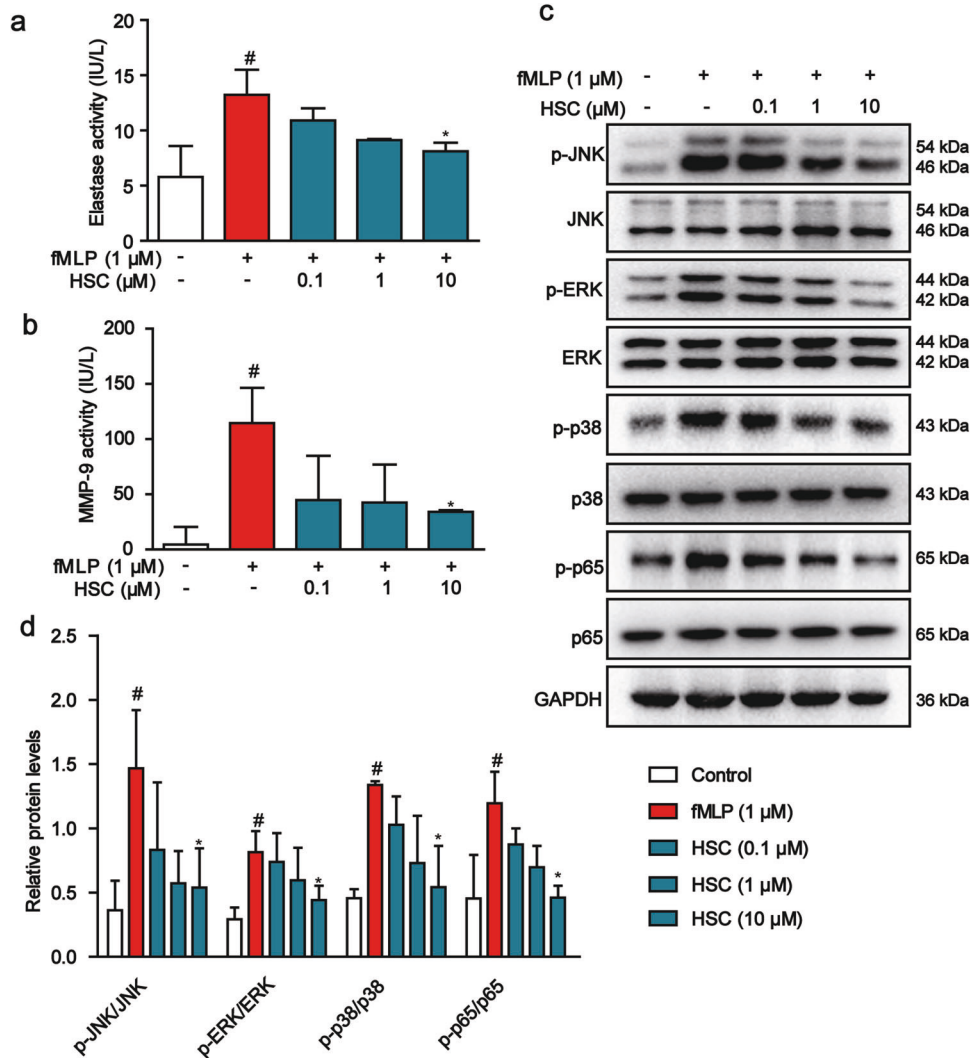 a
20
15
10
5
0
Elastase activity (IU/L)
#
*
fMLP (1 µM) - + + + +
HSC (µM) - - 0.1 1 10
b
200
150
100
50
0
MMP-9 activity (IU/L)
#
*
fMLP (1 µM) - + + + +
HSC (µM) - - 0.1 1 10
c
fMLP (1 µM) - + + + +
HSC (µM) - - 0.1 1 10
p-JNK 54 kDa
46 kDa
JNK 54 kDa
46 kDa
p-ERK 44 kDa
42 kDa
ERK 44 kDa
42 kDa
p-p38 43 kDa
p38 43 kDa
p-p65 65 kDa
p65 65 kDa
GAPDH 36 kDa
d
2.5
2.0
1.5
1.0
0.5
0.0
Relative protein levels
# *
# *
# *
# *
p-JNK/JNK
p-ERK/ERK
p-p38/p38
p-p65/p65
Control
fMLP (1 µM)
HSC (0.1 µM)
HSC (1 µM)
HSC (10 µM)